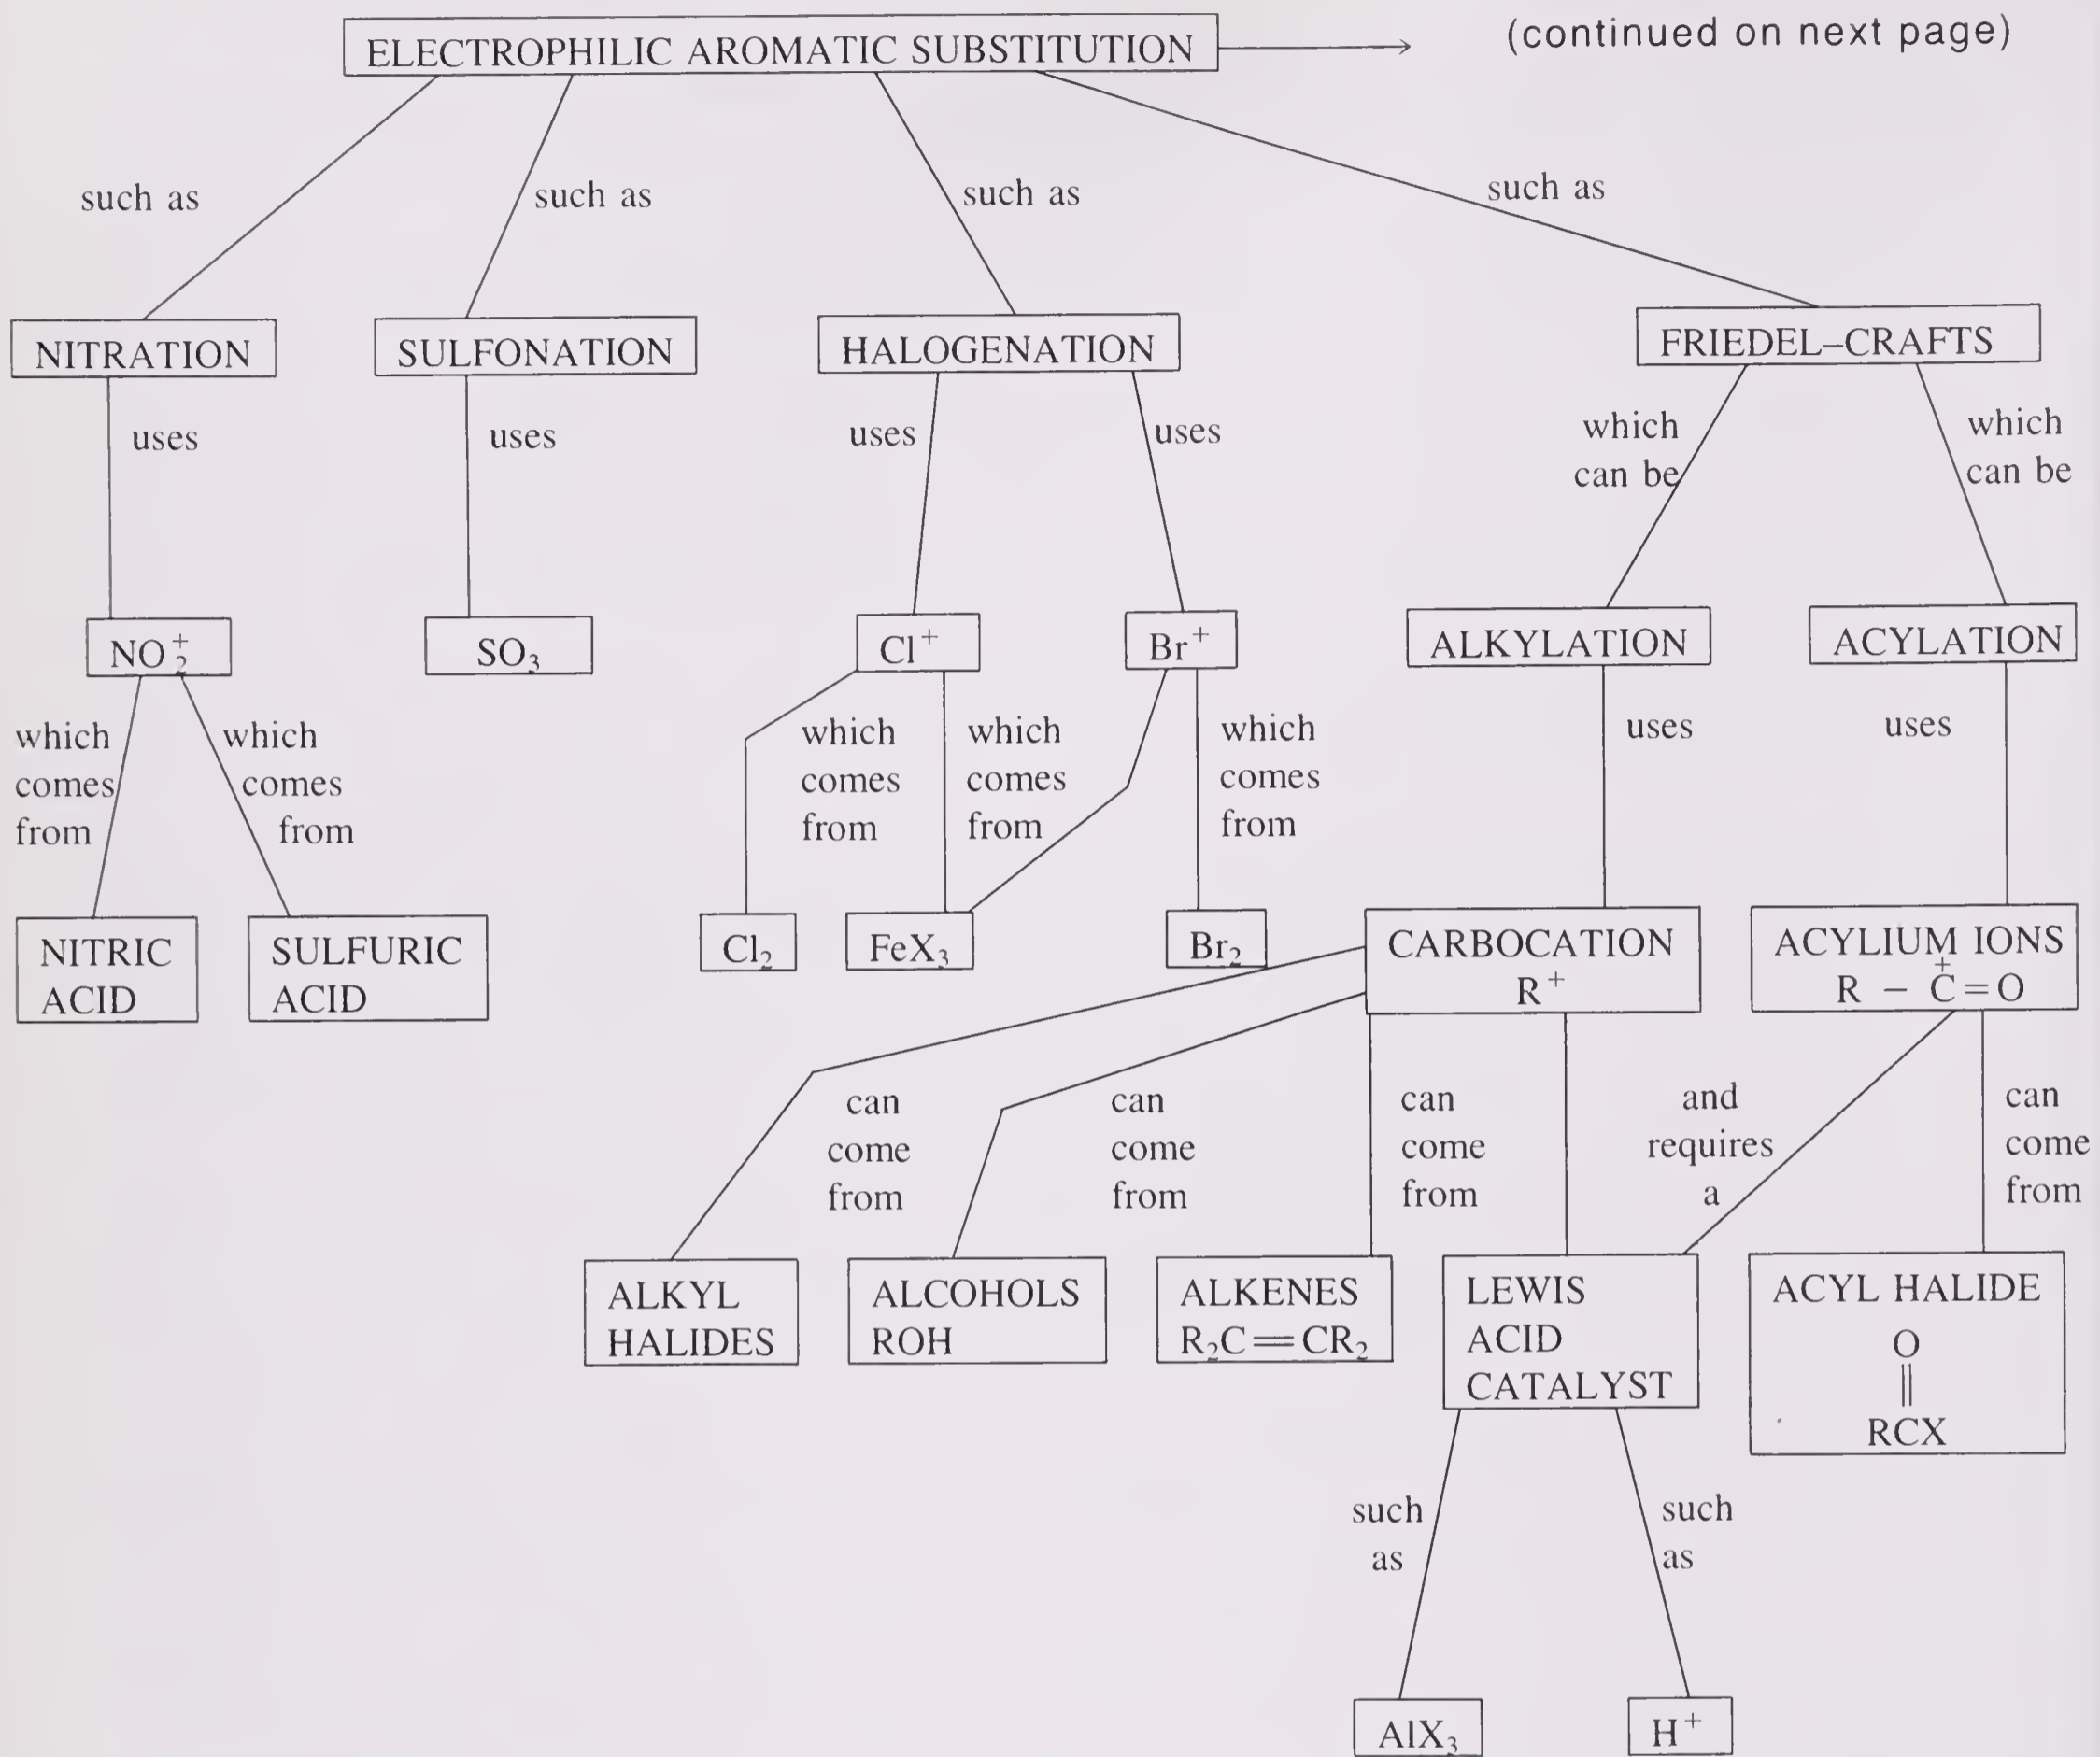 ELECTROPHILIC AROMATIC SUBSTITUTION
(continued on next page)
such as
such as
such as
such as
NITRATION
SULFONATION
HALOGENATION
FRIEDEL–CRAFTS
uses
uses
uses
uses
which
can be
which
can be
NO₂⁺
SO₃
Cl⁺
Br⁺
ALKYLATION
ACYLATION
which
comes
from
which
comes
from
which
comes
from
which
comes
from
which
comes
from
uses
uses
NITRIC
ACID
SULFURIC
ACID
Cl₂
FeX₃
Br₂
CARBOCATION
R⁺
ACYLIUM IONS
+
R – C=O
can
come
from
can
come
from
can
come
from
and
requires
a
can
come
from
ALKYL
HALIDES
ALCOHOLS
ROH
ALKENES
R₂C=CR₂
LEWIS
ACID
CATALYST
ACYL HALIDE
O
||
RCX
such
as
such
as
AlX₃
H⁺